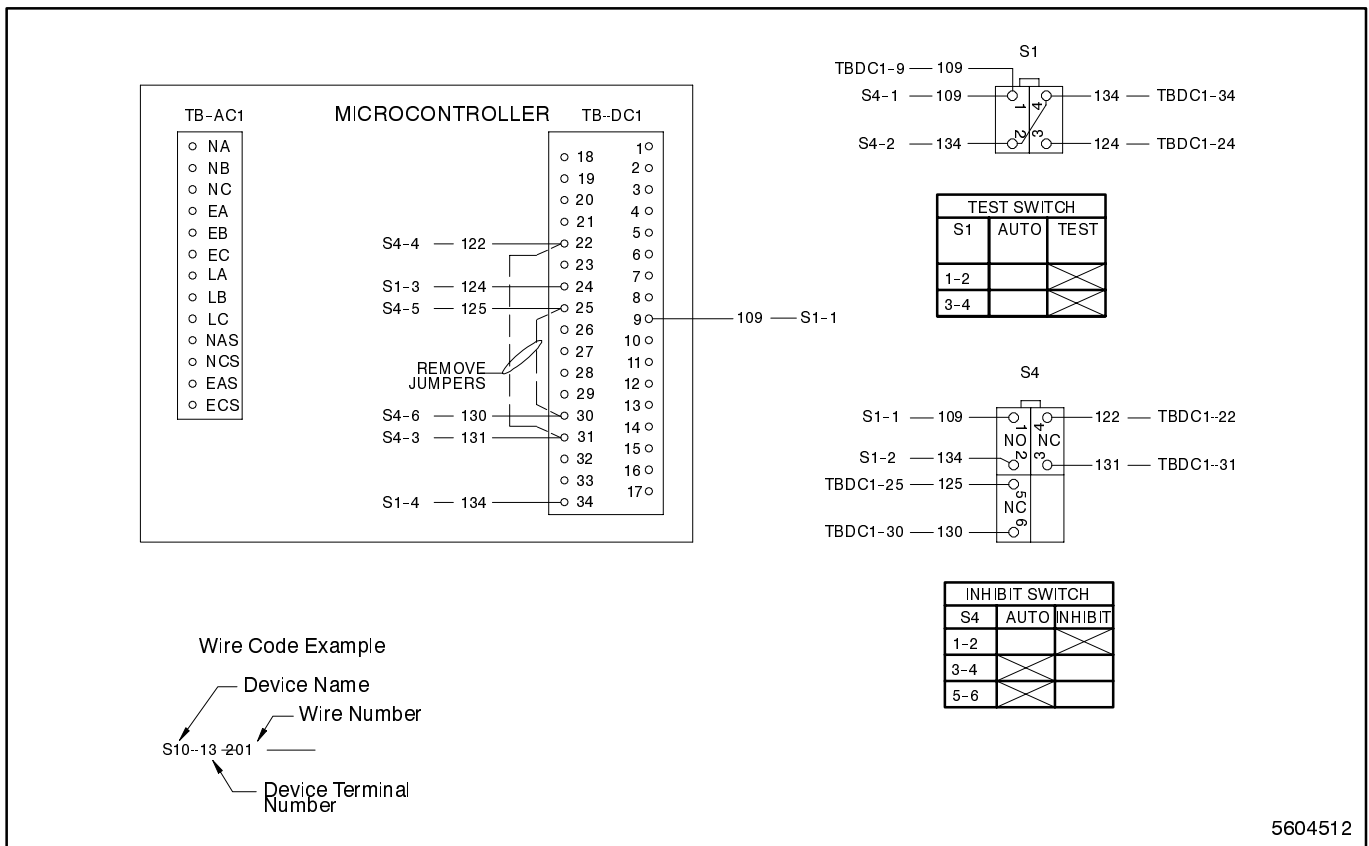 MICROCONTROLLER
TB-AC1
NA
NB
NC
EA
EB
EC
LA
LB
LC
NAS
NCS
EAS
ECS
TB--DC1
18
19
20
21
S4-4 122 22
23
S1-3 124 24
S4-5 125 25
26
27
28
29
S4-6 130 30
S4-3 131 31
32
33
S1-4 134 34
REMOVE
JUMPERS
1
2
3
4
5
6
7
8
9 109 S1-1
10
11
12
13
14
15
16
17
S1
TBDC1-9 109
S4-1 109 1 4 134 TBDC1-34
S4-2 134 2 3 124 TBDC1-24
TEST SWITCH
S1 AUTO TEST
1-2
3-4
S4
S1-1 109 1 4 122 TBDC1--22
NO NC
S1-2 134 2 3 131 TBDC1--31
TBDC1-25 125 5
NC
TBDC1-30 130 6
INHIBIT SWITCH
S4 AUTO INHIBIT
1-2
3-4
5-6
Wire Code Example
Device Name
Wire Number
S10--13 201
Device Terminal
Number
5604512